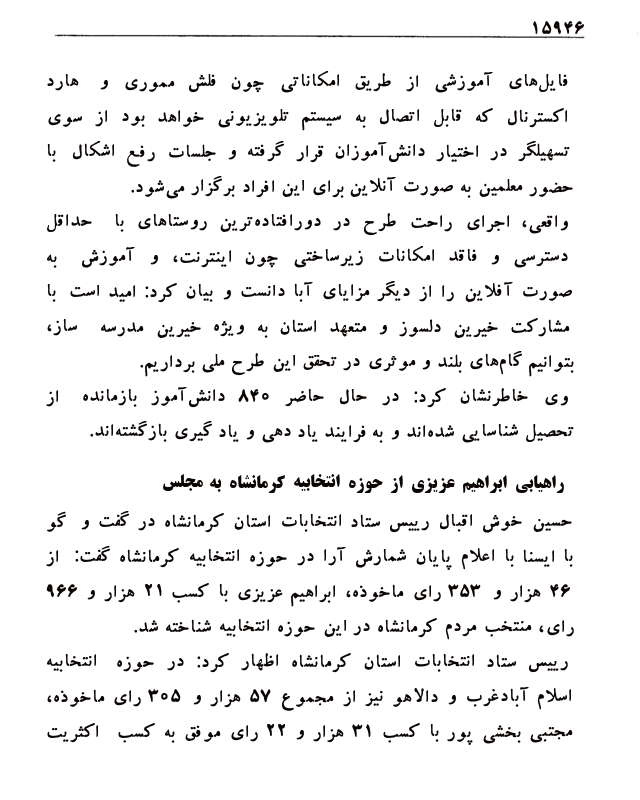 ۱۵۹۴۶
فایل‌های آموزشی از طریق امکاناتی چون فلش مموری و هارد
اکسترنال که قابل اتصال به سیستم تلویزیونی خواهد بود از سوی
تسهیلگر در اختیار دانش‌آموزان قرار گرفته و جلسات رفع اشکال با
حضور معلمین به صورت آنلاین برای این افراد برگزار می‌شود.
واقعی، اجرای راحت طرح در دورافتاده‌ترین روستاهای با حداقل
دسترسی و فاقد امکانات زیرساختی چون اینترنت، و آموزش به
صورت آفلاین را از دیگر مزایای آبا دانست و بیان کرد: امید است با
مشارکت خیرین دلسوز و متعهد استان به ویژه خیرین مدرسه ساز،
بتوانیم گام‌های بلند و موثری در تحقق این طرح ملی برداریم.
وی خاطرنشان کرد: در حال حاضر ۸۴۰ دانش‌آموز بازمانده از
تحصیل شناسایی شده‌اند و به فرایند یاد دهی و یاد گیری بازگشته‌اند.
راهیابی ابراهیم عزیزی از حوزه انتخابیه کرمانشاه به مجلس
حسین خوش اقبال رییس ستاد انتخابات استان کرمانشاه در گفت و گو
با ایسنا با اعلام پایان شمارش آرا در حوزه انتخابیه کرمانشاه گفت: از
۴۶ هزار و ۳۵۳ رای ماخوذه، ابراهیم عزیزی با کسب ۲۱ هزار و ۹۶۶
رای، منتخب مردم کرمانشاه در این حوزه انتخابیه شناخته شد.
رییس ستاد انتخابات استان کرمانشاه اظهار کرد: در حوزه انتخابیه
اسلام آبادغرب و دالاهو نیز از مجموع ۵۷ هزار و ۳۰۵ رای ماخوذه،
مجتبی بخشی پور با کسب ۳۱ هزار و ۲۲ رای موفق به کسب اکثریت